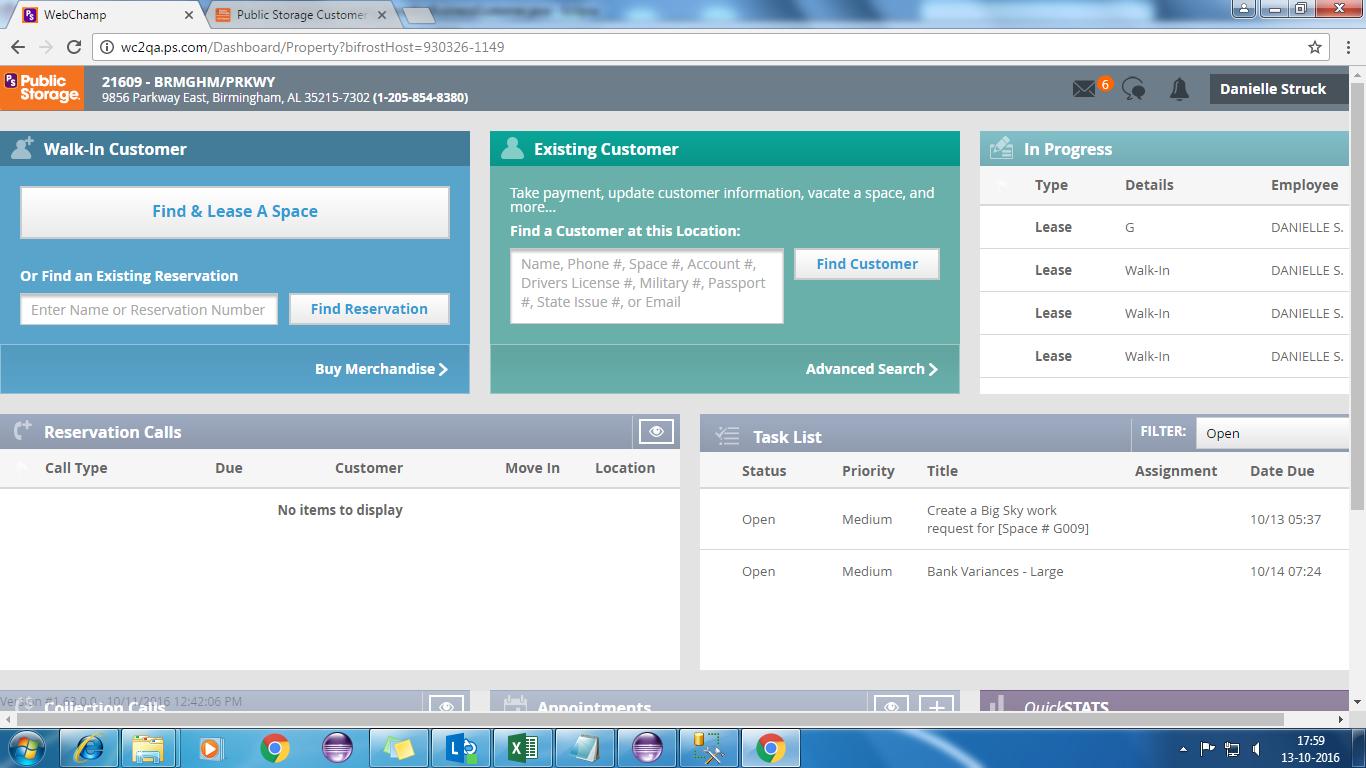 WebChamp
Public Storage Customer
wc2qa.ps.com/Dashboard/Property?bifrostHost=930326-1149
PS Public Storage.
21609 - BRMGHM/PRKWY
9856 Parkway East, Birmingham, AL 35215-7302 (1-205-854-8380)
6
Danielle Struck
Walk-In Customer
Find & Lease A Space
Or Find an Existing Reservation
Enter Name or Reservation Number
Find Reservation
Buy Merchandise
Existing Customer
Take payment, update customer information, vacate a space, and
more...
Find a Customer at this Location:
Name, Phone #, Space #, Account #,
Drivers License #, Military #, Passport
#, State Issue #, or Email
Find Customer
Advanced Search
In Progress
Type Details Employee
Lease G DANIELLE S.
Lease Walk-In DANIELLE S.
Lease Walk-In DANIELLE S.
Lease Walk-In DANIELLE S.
Reservation Calls
Call Type Due Customer Move In Location
No items to display
Task List
FILTER: Open
Status Priority Title Assignment Date Due
Open Medium Create a Big Sky work
request for [Space # G009] 10/13 05:37
Open Medium Bank Variances - Large 10/14 07:24
Version #1.63.0.0 - 10/11/2016 12:42:06 PM
Collection Calls
Appointments
QuickSTATS
17:59
13-10-2016